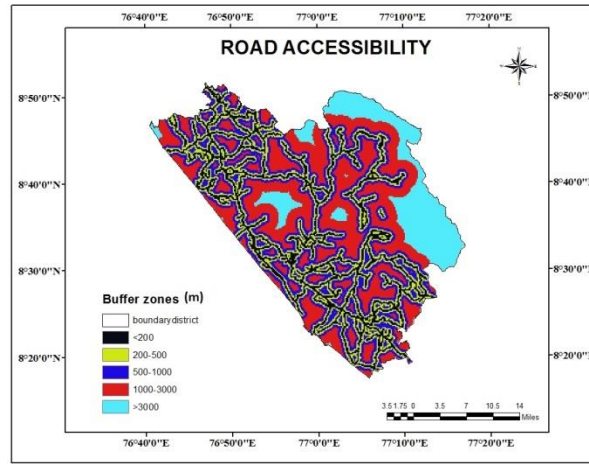 76°40'0"E 76°50'0"E 77°0'0"E 77°10'0"E 77°20'0"E
ROAD ACCESSIBILITY
8°50'0"N 8°50'0"N
8°40'0"N 8°40'0"N
8°30'0"N 8°30'0"N
8°20'0"N 8°20'0"N
Buffer zones (m)
boundarydistrict
<200
200-500
500-1000
1000-3000
>3000
3.5 1.75 0 3.5 7 10.5 14
Miles
76°40'0"E 76°50'0"E 77°0'0"E 77°10'0"E 77°20'0"E